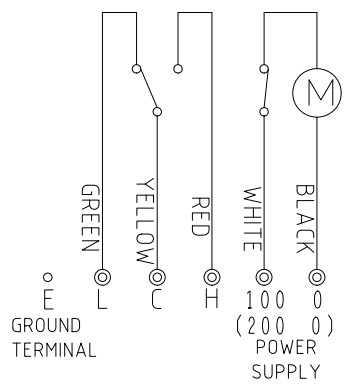 M
GREEN
YELLOW
RED
WHITE
BLACK
E L C H 100 0
(200 0)
GROUND
TERMINAL
POWER
SUPPLY